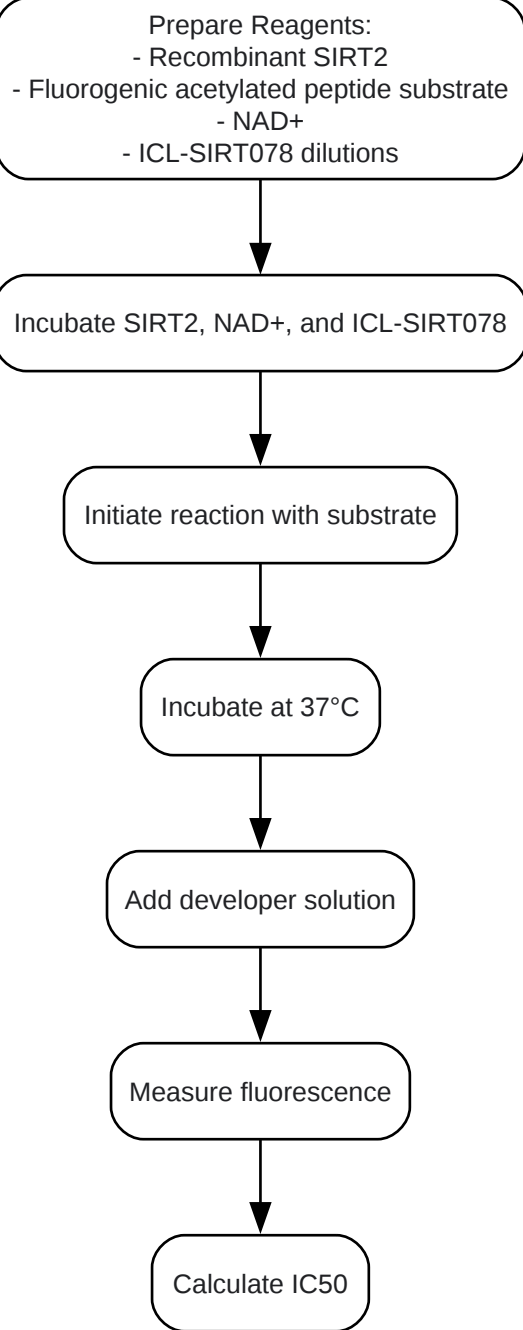 Prepare Reagents:
- Recombinant SIRT2
- Fluorogenic acetylated peptide substrate
- NAD+
- ICL-SIRT078 dilutions
Incubate SIRT2, NAD+, and ICL-SIRT078
Initiate reaction with substrate
Incubate at 37°C
Add developer solution
Measure fluorescence
Calculate IC50